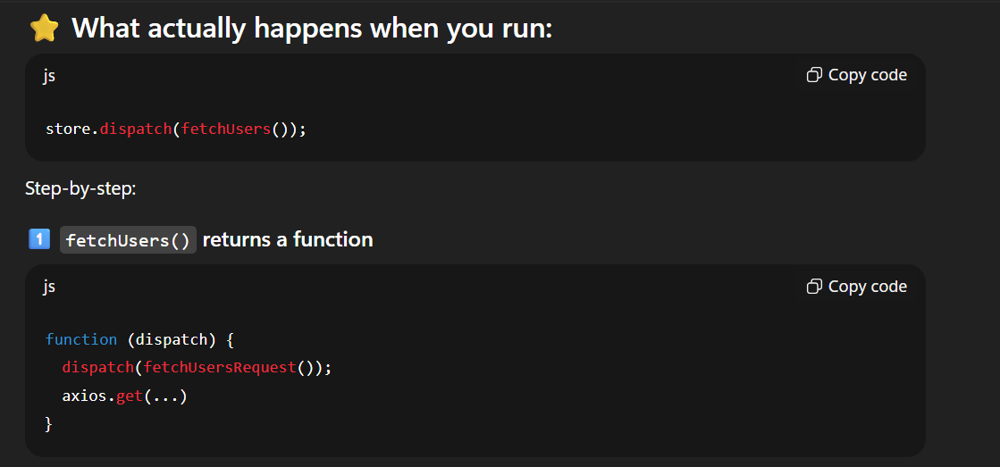 ⭐ What actually happens when you run:
js
Copy code
store.dispatch(fetchUsers());
Step-by-step:
1️⃣ fetchUsers() returns a function
js
Copy code
function (dispatch) {
  dispatch(fetchUsersRequest());
  axios.get(...)
}